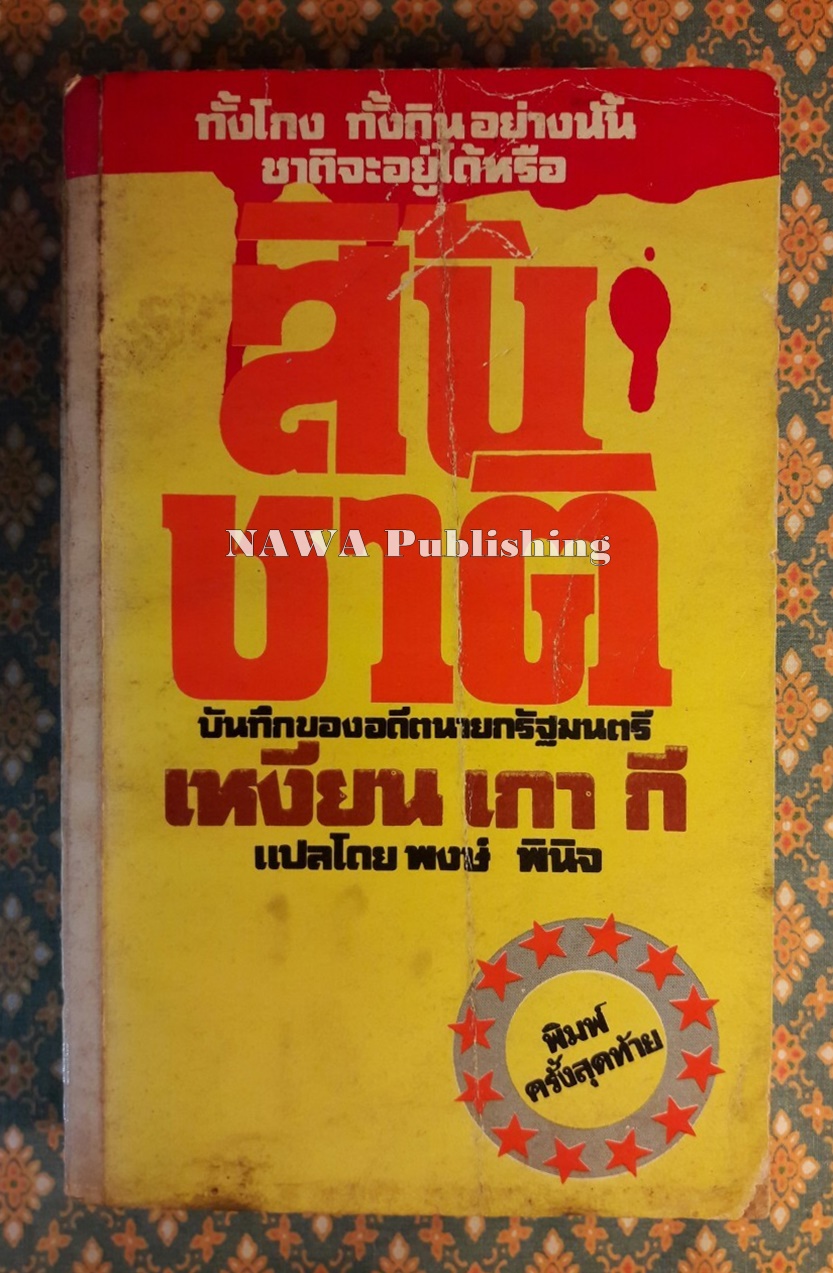 ทั้งโกง ทั้งกิน อย่างนั้น
ชาติจะอยู่ได้หรือ
สิ้น
ชาติ
NAWA Publishing
บันทึกของอดีตนายกรัฐมนตรี
เหงียน เกา กี
แปลโดย พงษ์ พินิจ
พิมพ์
ครั้งสุดท้าย